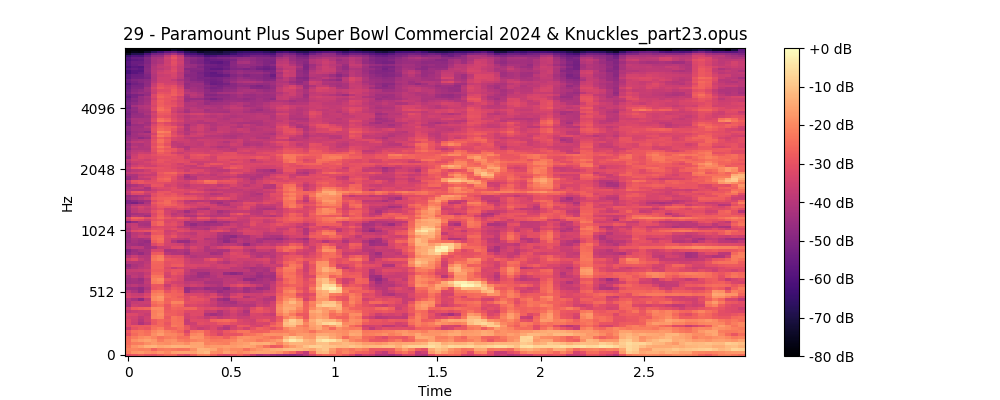 29 - Paramount Plus Super Bowl Commercial 2024 & Knuckles_part23.opus
Hz
4096
2048
1024
512
0
0 0.5 1 1.5 2 2.5
Time
+0 dB
-10 dB
-20 dB
-30 dB
-40 dB
-50 dB
-60 dB
-70 dB
-80 dB